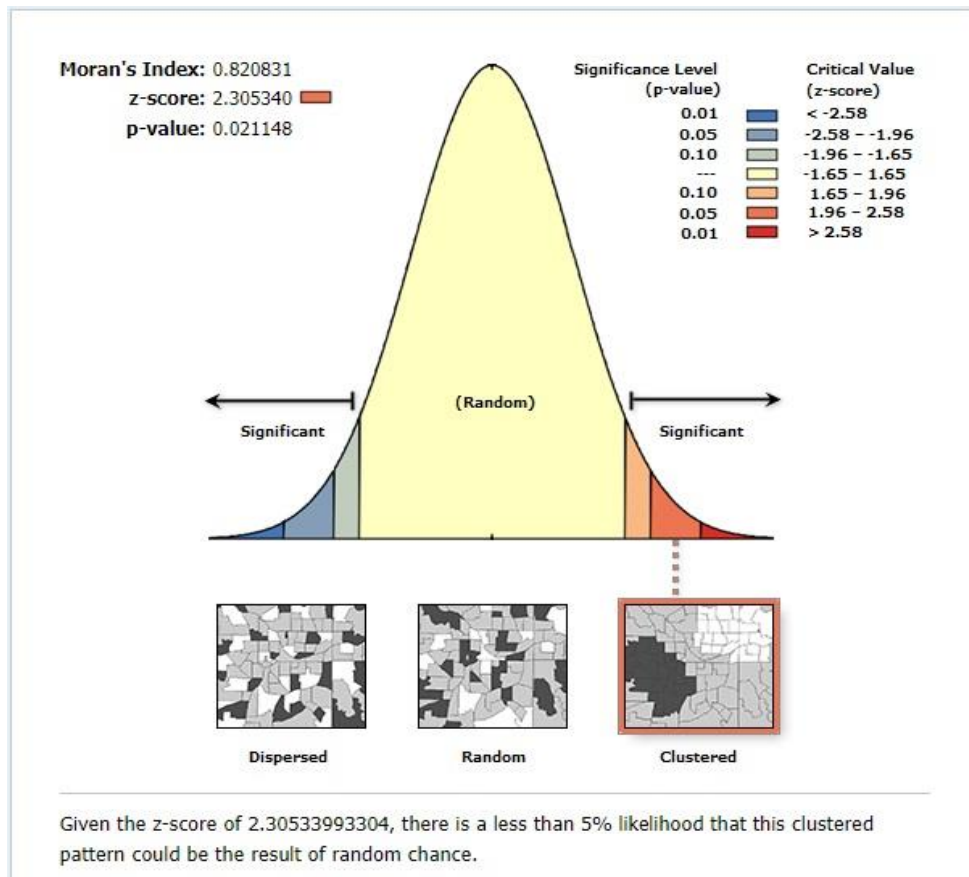 Moran's Index: 0.820831
z-score: 2.305340
p-value: 0.021148
Significance Level
(p-value)
Critical Value
(z-score)
0.01 < -2.58
0.05 -2.58 – -1.96
0.10 -1.96 – -1.65
--- -1.65 – 1.65
0.10 1.65 – 1.96
0.05 1.96 – 2.58
0.01 > 2.58
(Random)
Significant
Significant
Dispersed
Random
Clustered
Given the z-score of 2.30533993304, there is a less than 5% likelihood that this clustered
pattern could be the result of random chance.